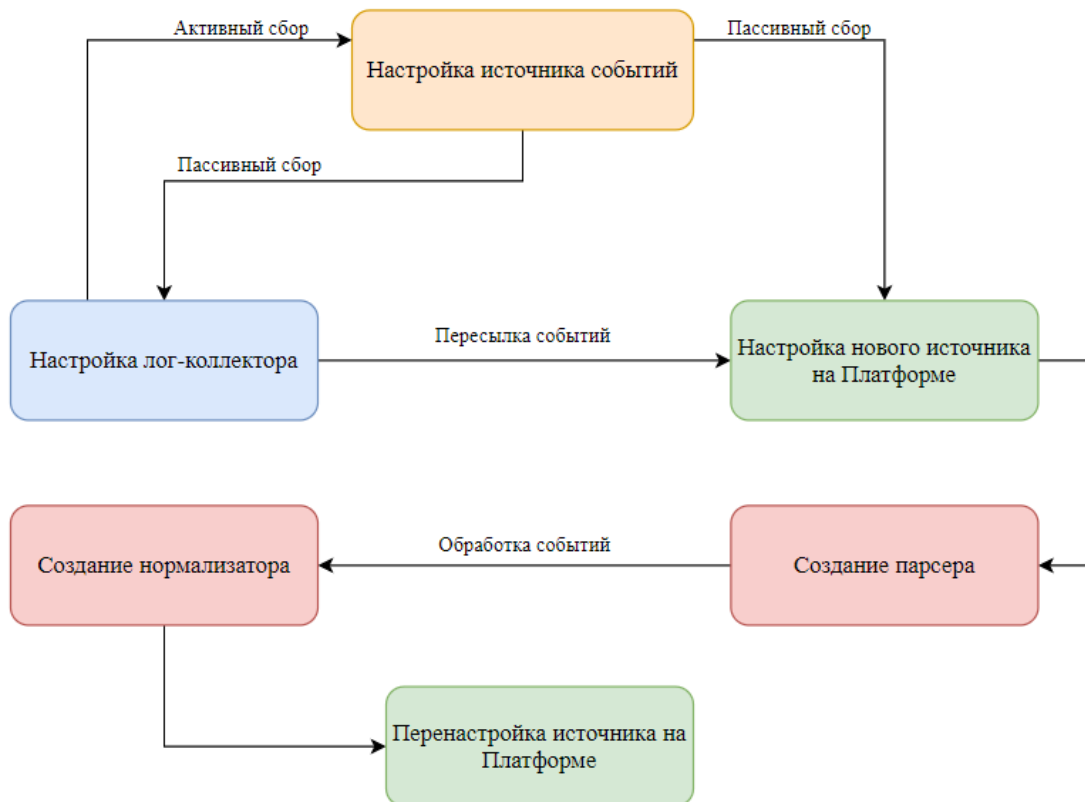 Активный сбор
Пассивный сбор
Настройка источника событий
Пассивный сбор
Настройка лог-коллектора
Пересылка событий
Настройка нового источника
на Платформе
Создание нормализатора
Обработка событий
Создание парсера
Перенастройка источника на
Платформе